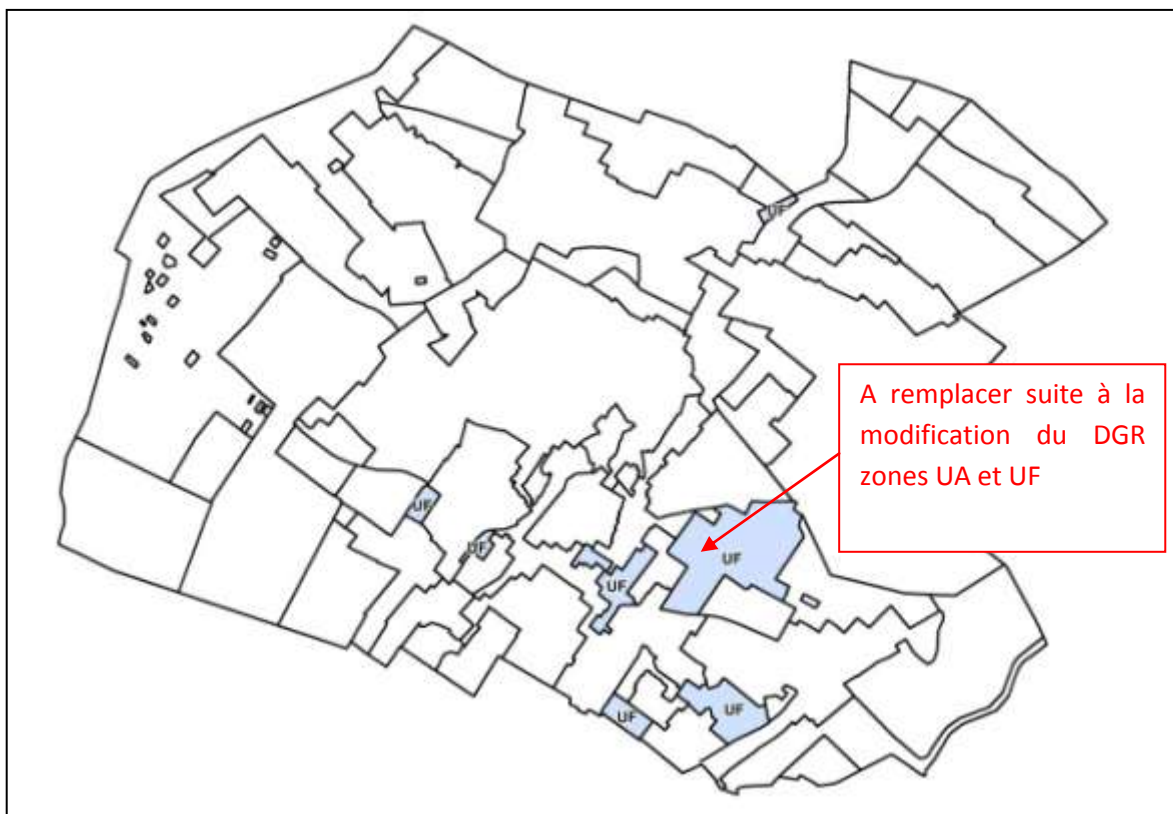 UF
A remplacer suite à la
modification du DGR
zones UA et UF
UF
UF
UF
UF
UF
UF